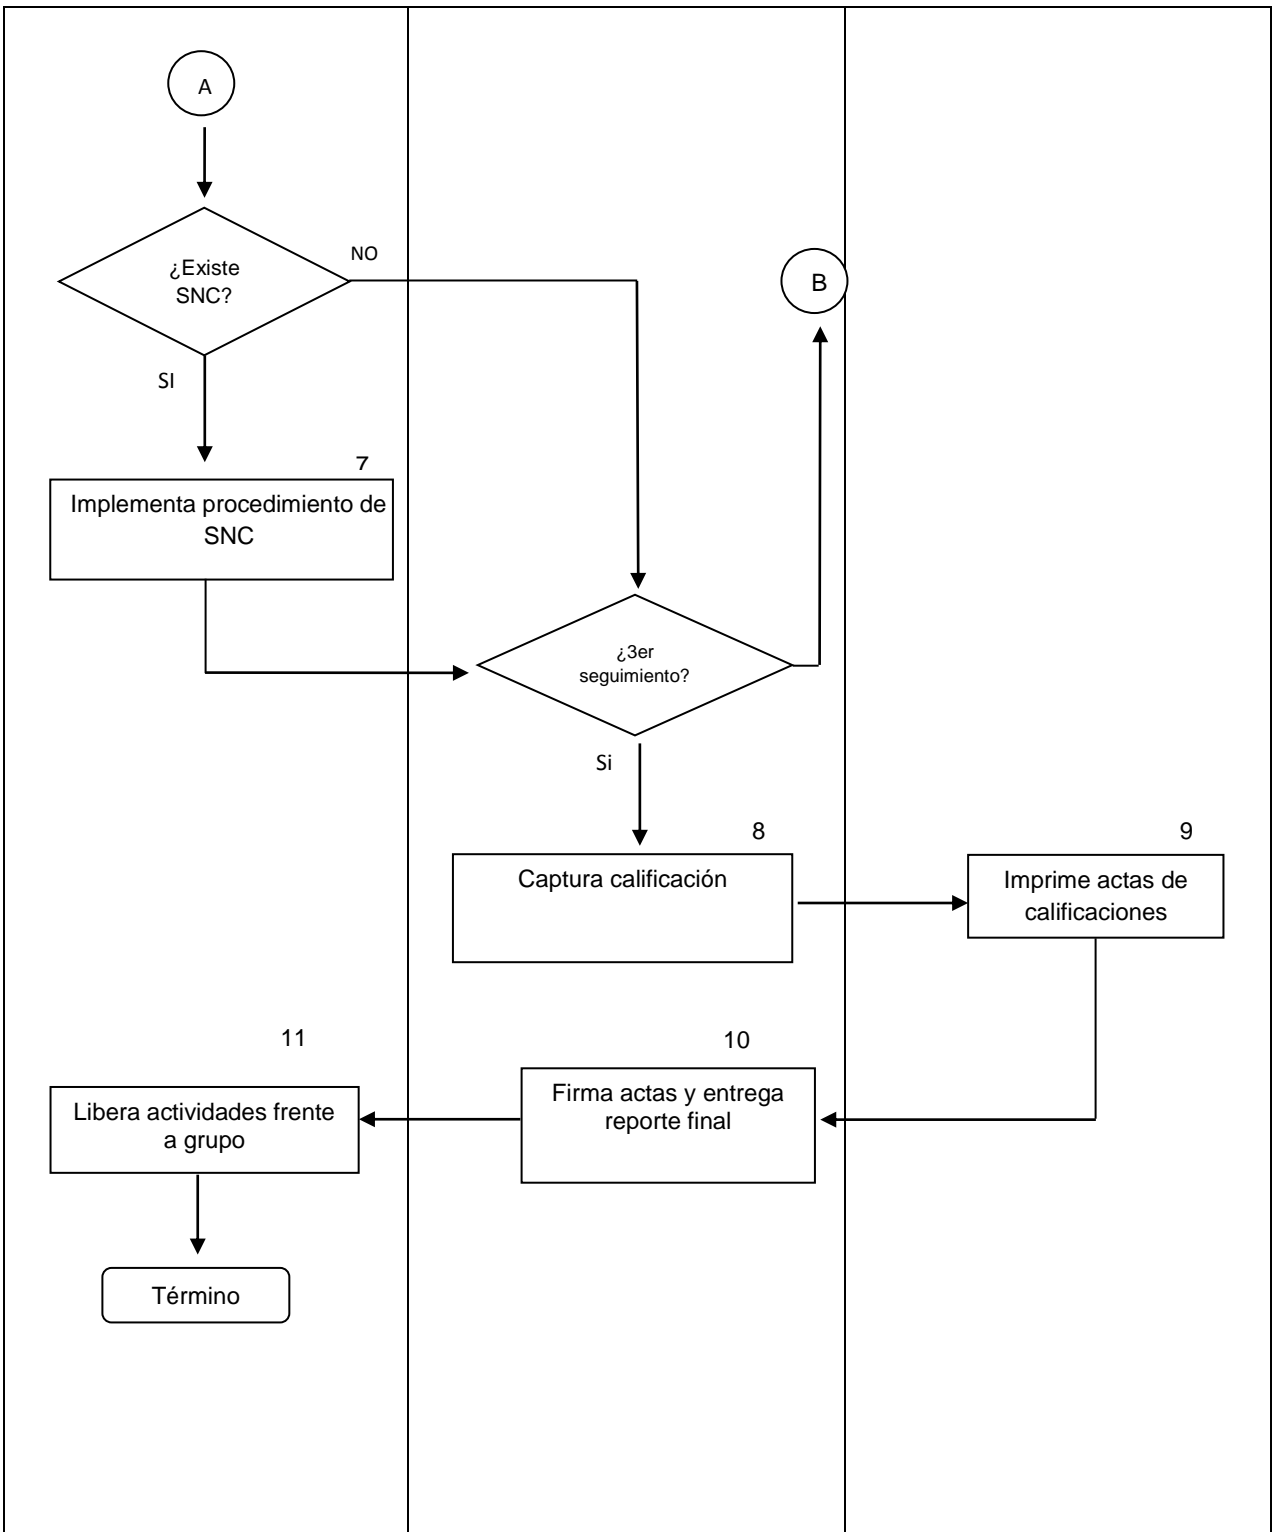 A
¿Existe
SNC?
NO
B
SI
7
Implementa procedimiento de
SNC
¿3er
seguimiento?
Si
8
Captura calificación
9
Imprime actas de
calificaciones
11
Libera actividades frente
a grupo
10
Firma actas y entrega
reporte final
Término